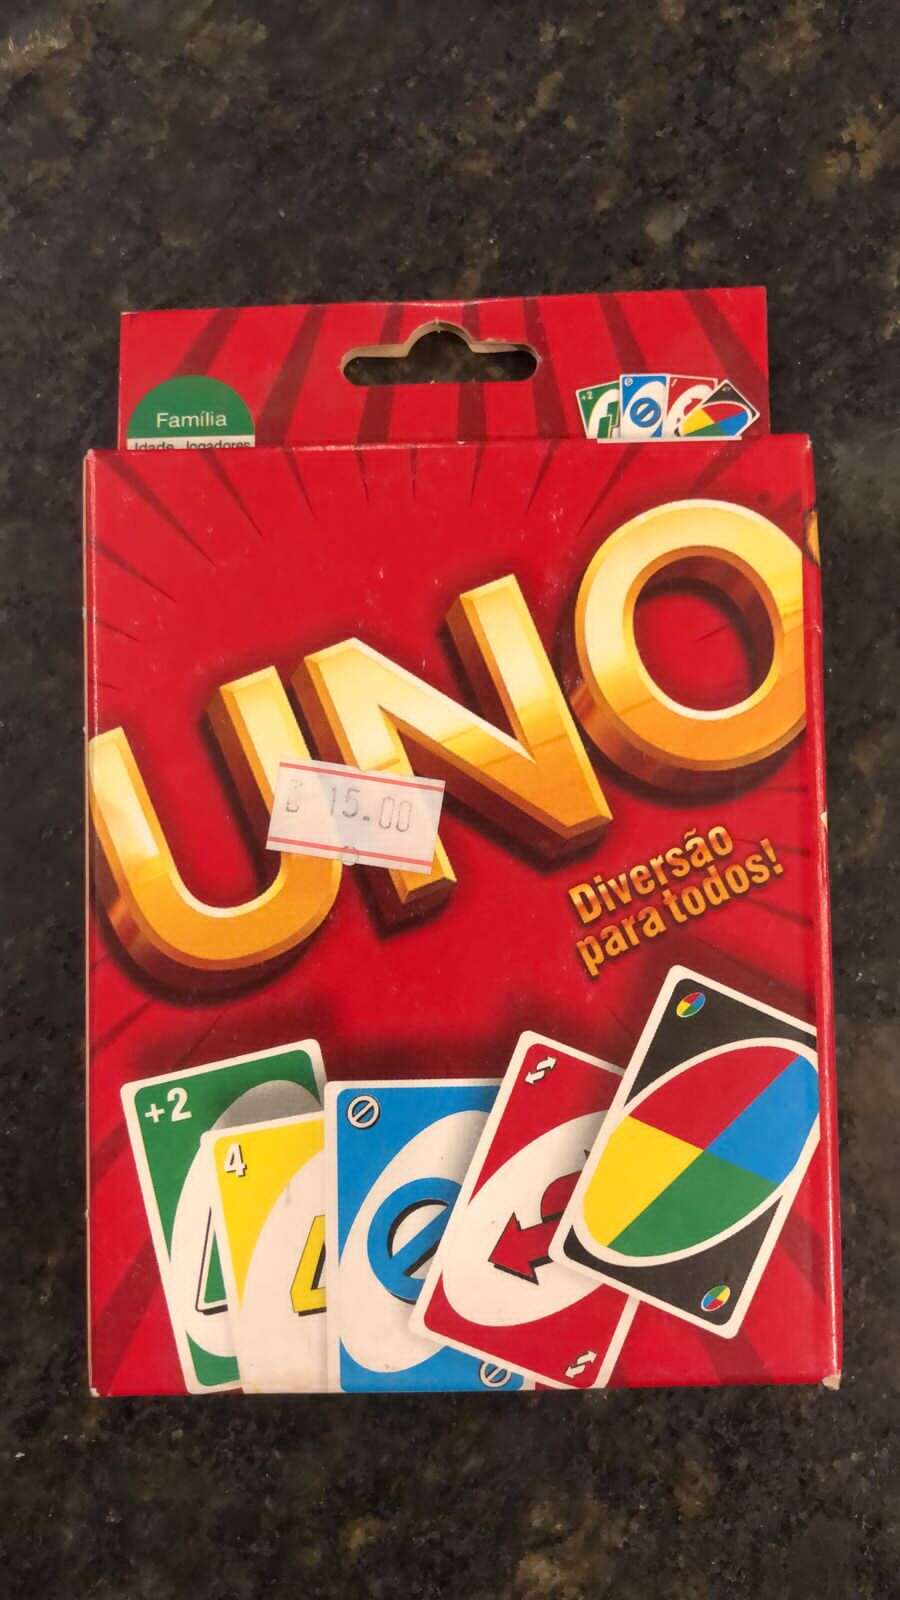 Família
Idade Jogadores
+2
UNO
15.00
Diversão
para todos!
+2
4